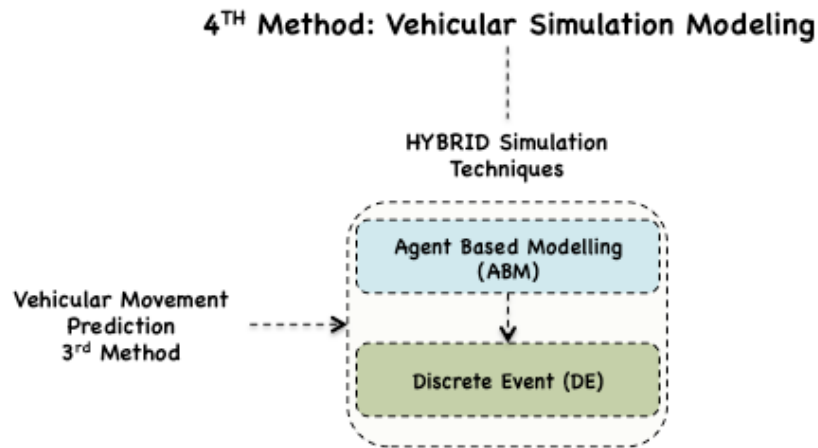 4TH Method: Vehicular Simulation Modeling
HYBRID Simulation
Techniques
Agent Based Modelling
(ABM)
Vehicular Movement
Prediction
3rd Method
Discrete Event (DE)